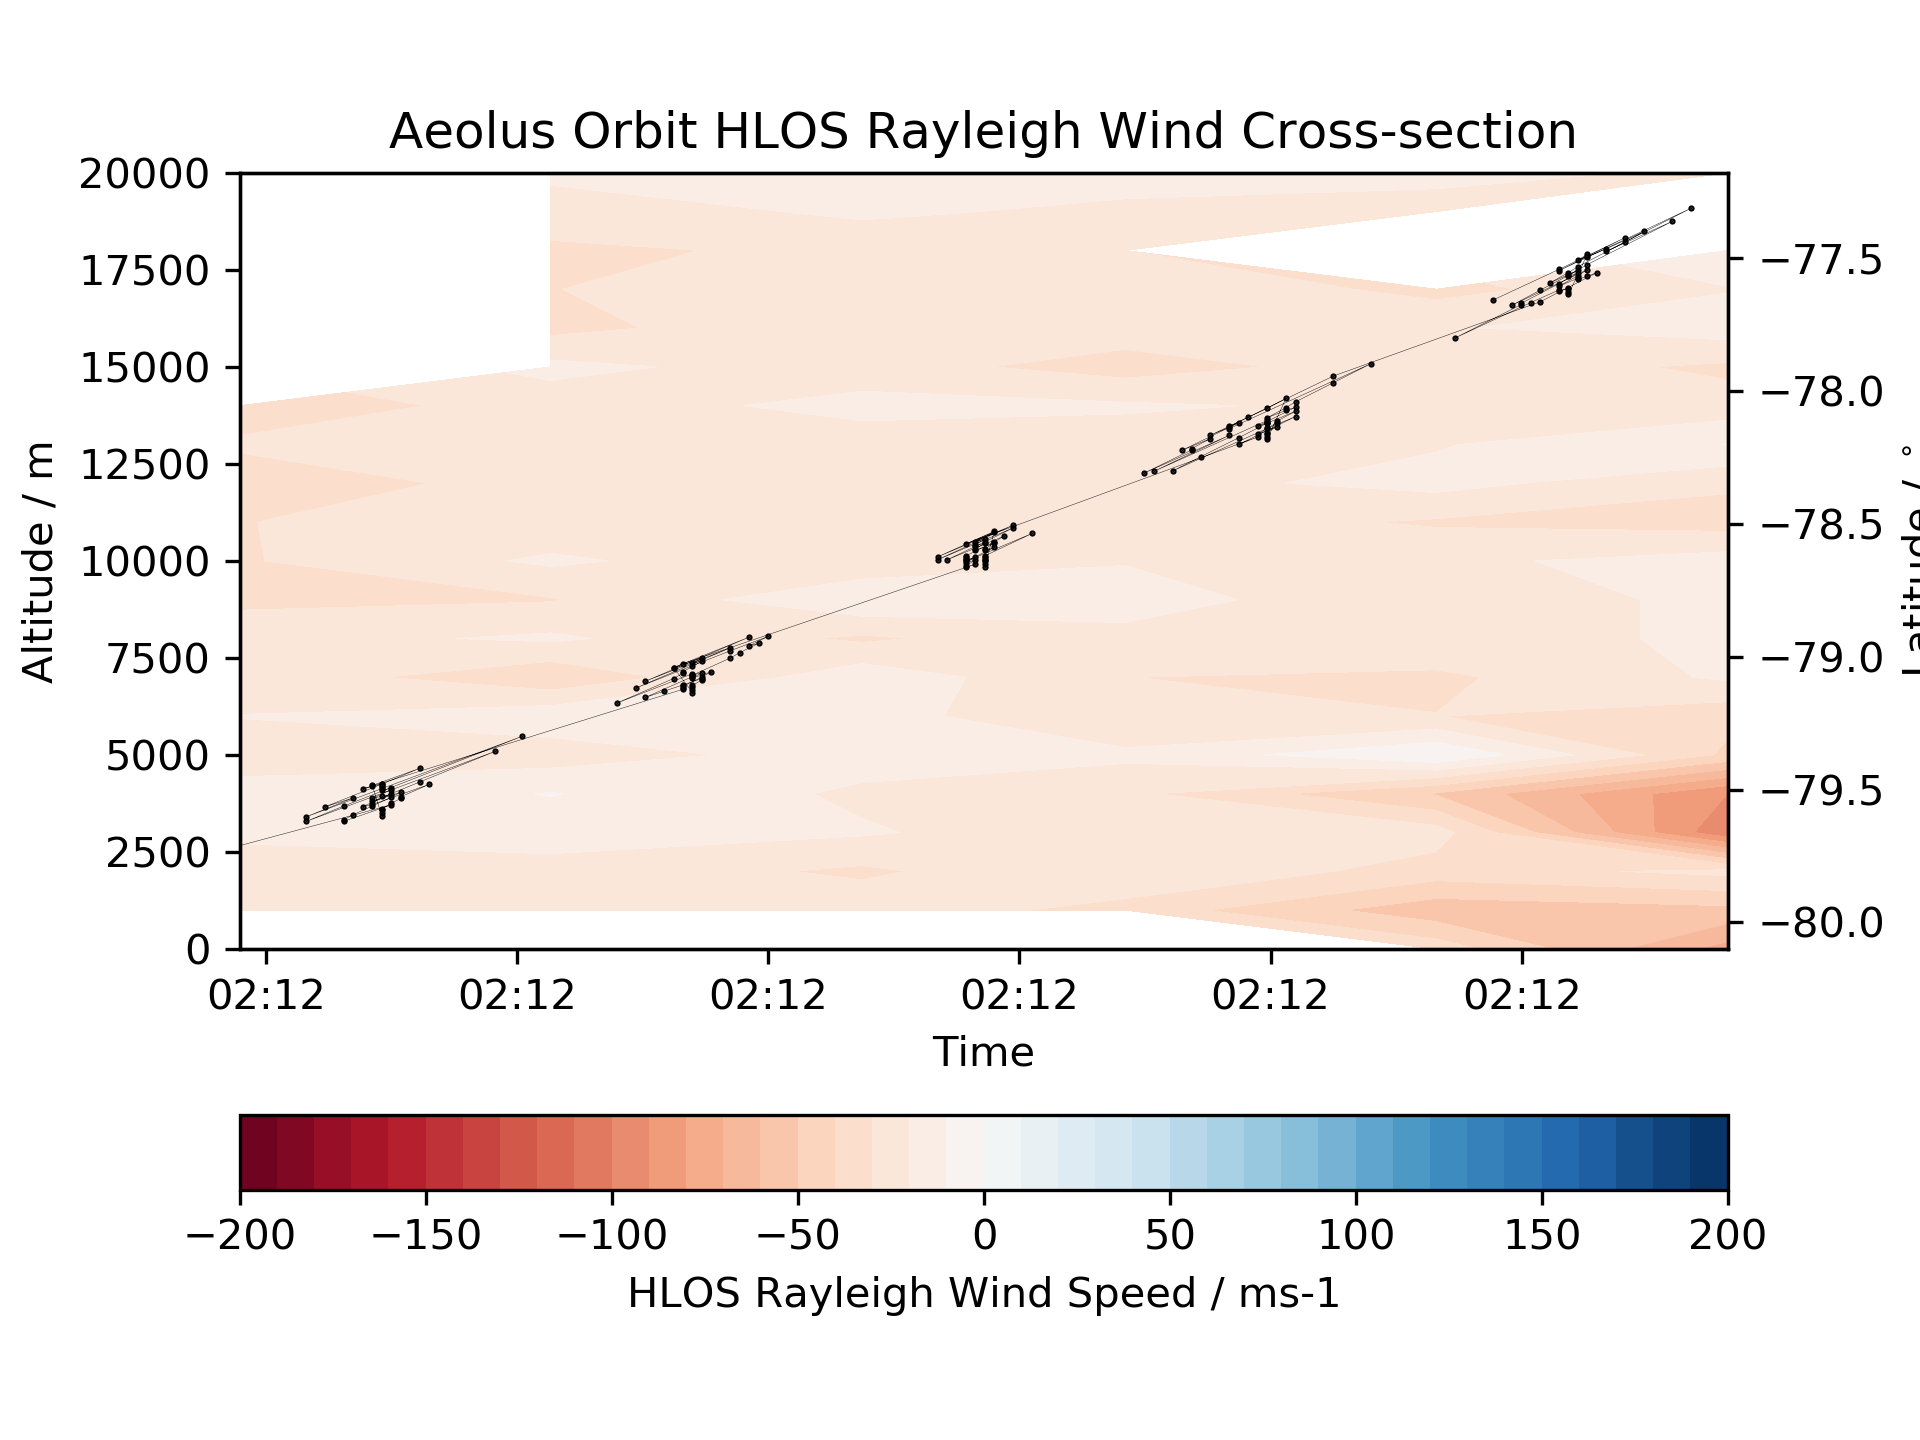 Aeolus Orbit HLOS Rayleigh Wind Cross-section
20000
17500
15000
12500
10000
7500
5000
2500
0
Altitude / m
−77.5
−78.0
−78.5
−79.0
−79.5
−80.0
Latitude / °
02:12 02:12 02:12 02:12 02:12 02:12
Time
−200 −150 −100 −50 0 50 100 150 200
HLOS Rayleigh Wind Speed / ms-1